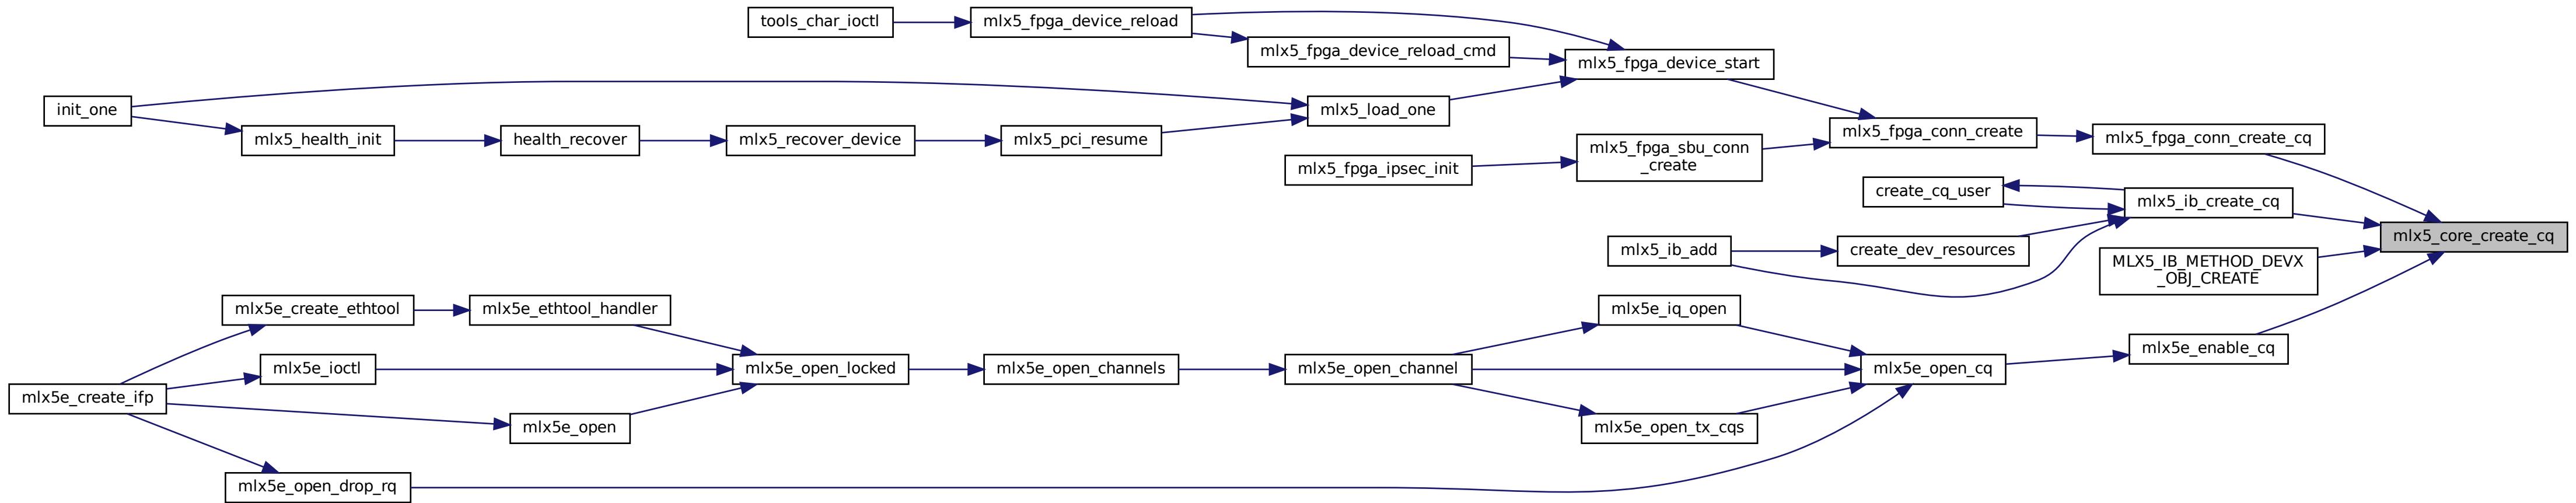 tools_char_ioctl
mlx5_fpga_device_reload
mlx5_fpga_device_reload_cmd
mlx5_fpga_device_start
init_one
mlx5_load_one
mlx5_health_init
health_recover
mlx5_recover_device
mlx5_pci_resume
mlx5_fpga_conn_create
mlx5_fpga_conn_create_cq
mlx5_fpga_ipsec_init
mlx5_fpga_sbu_conn
_create
create_cq_user
mlx5_ib_create_cq
mlx5_core_create_cq
mlx5_ib_add
create_dev_resources
MLX5_IB_METHOD_DEVX
_OBJ_CREATE
mlx5e_create_ethtool
mlx5e_ethtool_handler
mlx5e_iq_open
mlx5e_enable_cq
mlx5e_ioctl
mlx5e_open_locked
mlx5e_open_channels
mlx5e_open_channel
mlx5e_open_cq
mlx5e_create_ifp
mlx5e_open
mlx5e_open_tx_cqs
mlx5e_open_drop_rq